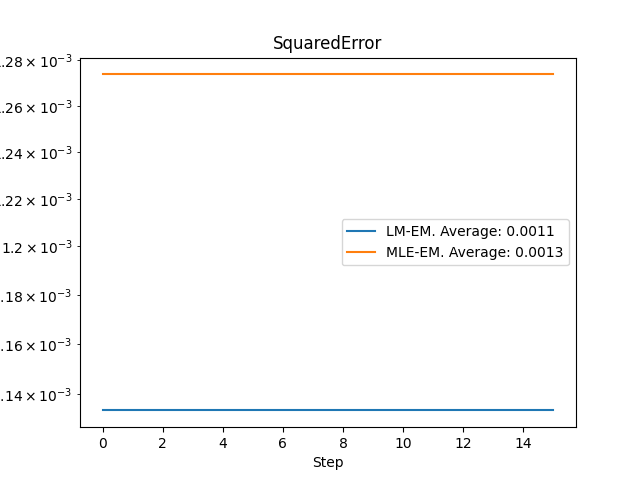 SquaredError
.28 × 10⁻³
.26 × 10⁻³
.24 × 10⁻³
.22 × 10⁻³
1.2 × 10⁻³
.18 × 10⁻³
.16 × 10⁻³
.14 × 10⁻³
LM-EM. Average: 0.0011
MLE-EM. Average: 0.0013
0 2 4 6 8 10 12 14
Step